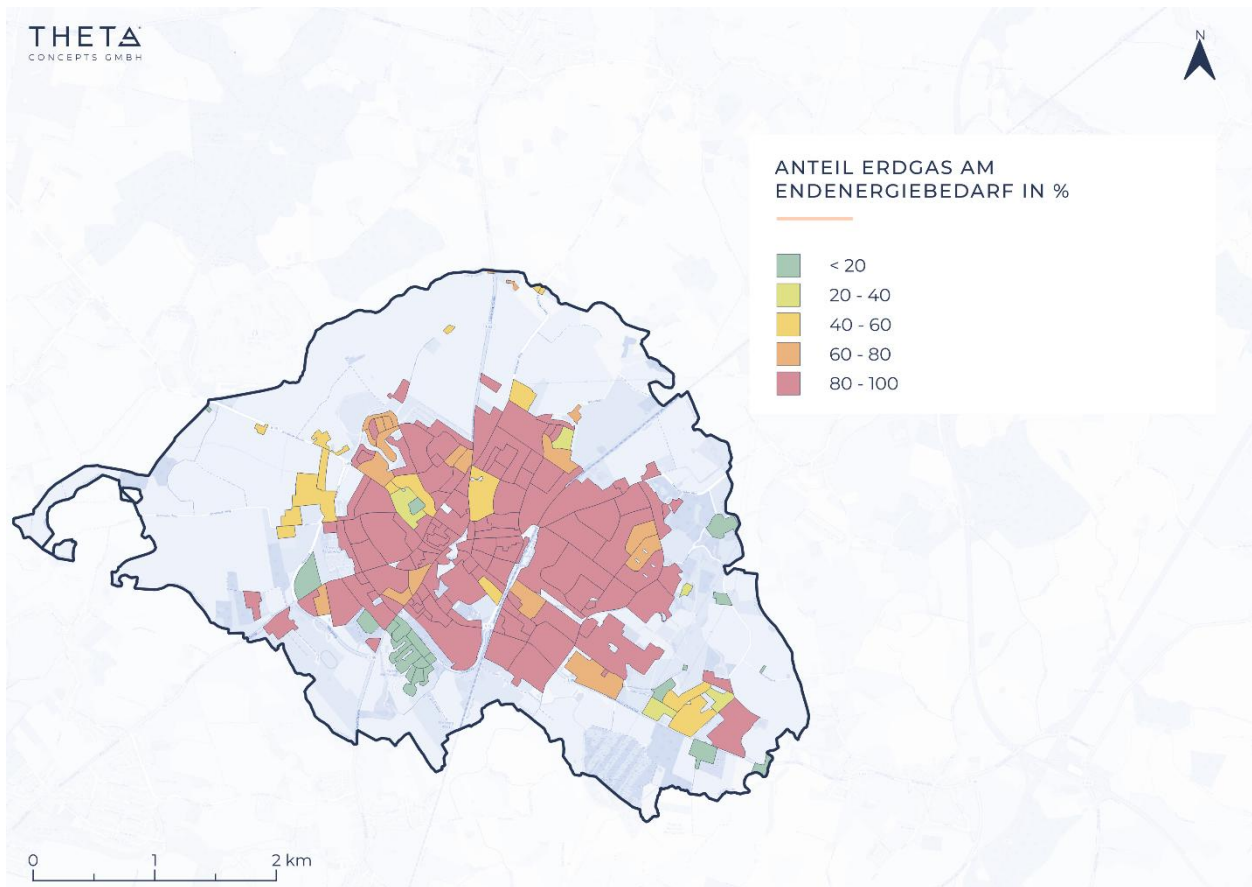 THETA
CONCEPTS GMBH
N
ANTEIL ERDGAS AM
ENDENERGIEBEDARF IN %
< 20
20 - 40
40 - 60
60 - 80
80 - 100
0 1 2 km